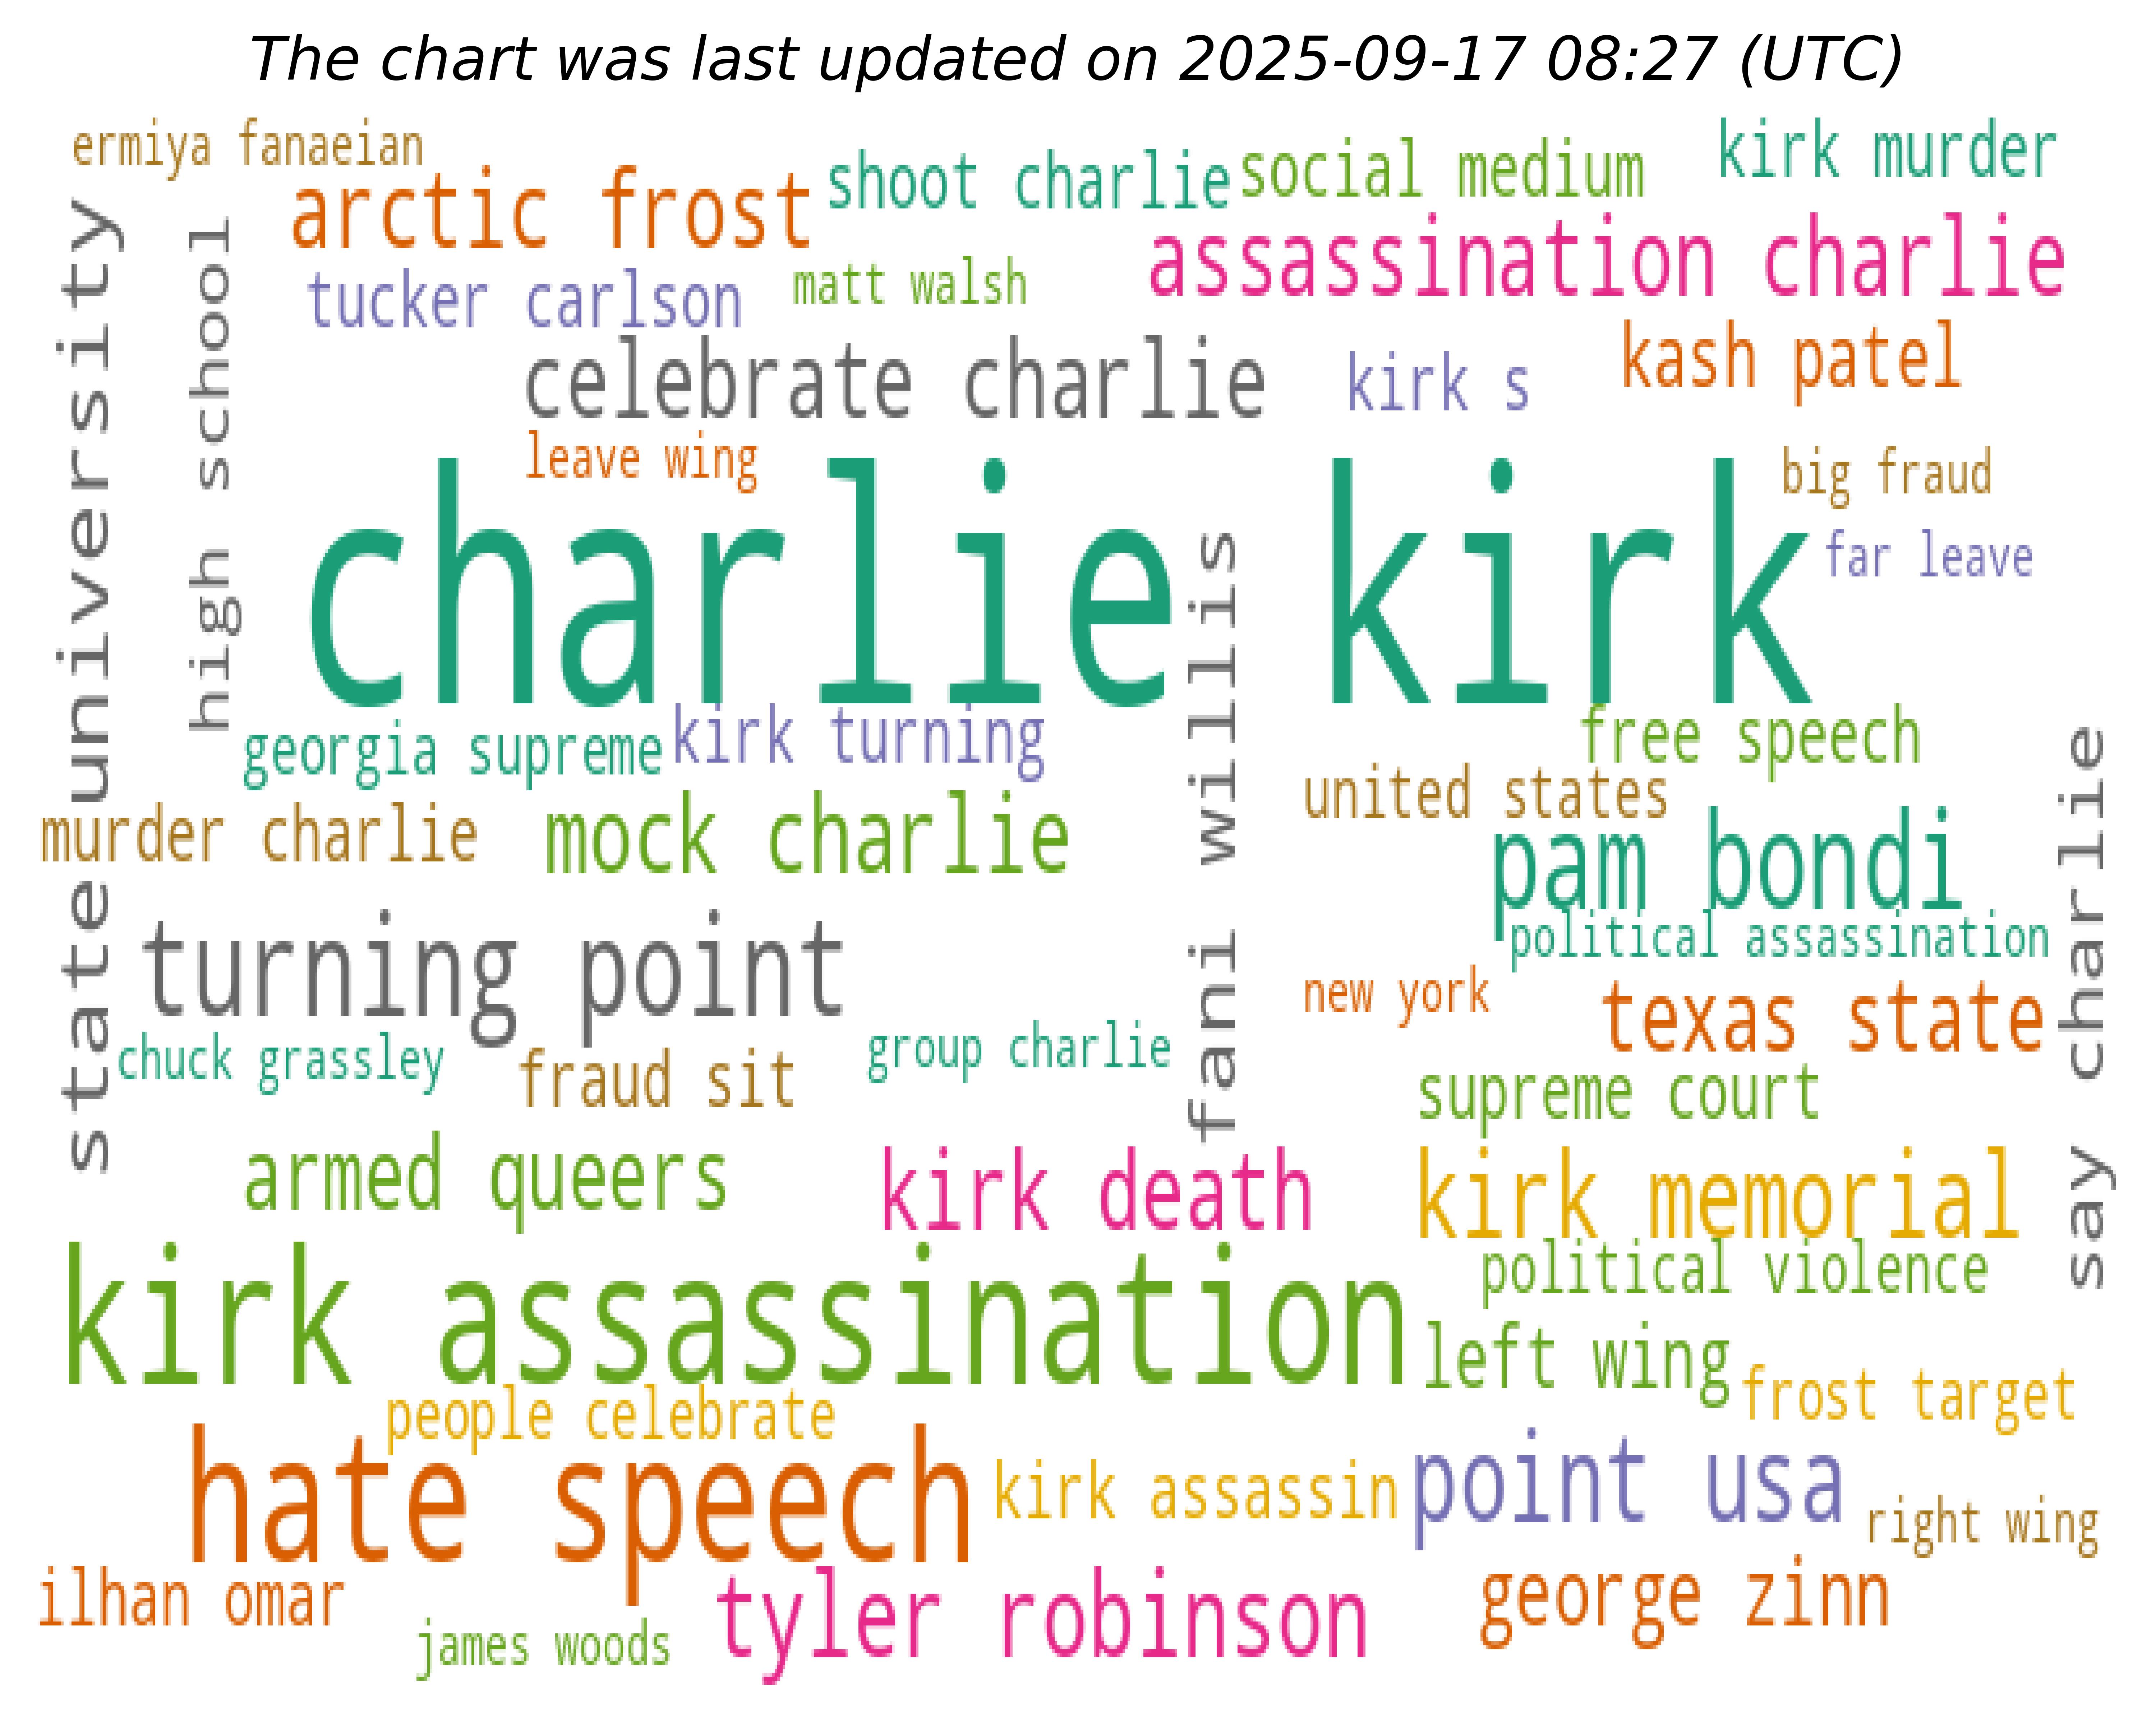 The chart was last updated on 2025-09-17 08:27 (UTC)
ermiya fanaeian
arctic frost
shoot charlie
social medium
kirk murder
state university
high school
tucker carlson
matt walsh
assassination charlie
celebrate charlie
kirk s
kash patel
leave wing
big fraud
charlie kirk
far leave
fani willis
georgia supreme
kirk turning
free speech
united states
say charlie
murder charlie
mock charlie
pam bondi
turning point
political assassination
new york
texas state
chuck grassley
fraud sit
group charlie
supreme court
armed queers
kirk death
kirk memorial
kirk assassination
political violence
left wing
frost target
people celebrate
hate speech
kirk assassin
point usa
right wing
ilhan omar
james woods
tyler robinson
george zinn